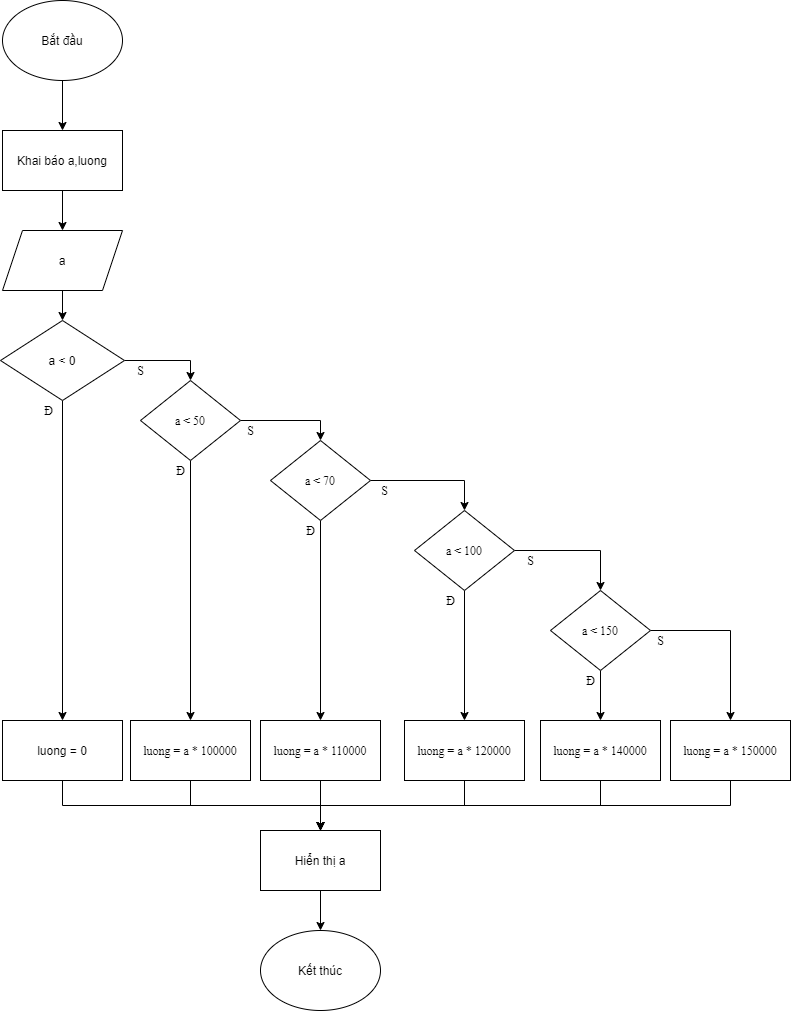 Bắt đầu
Khai báo a,luong
a
a < 0
S
Đ
a < 50
S
Đ
a < 70
S
Đ
a < 100
S
Đ
a < 150
S
Đ
luong = 0
luong = a * 100000
luong = a * 110000
luong = a * 120000
luong = a * 140000
luong = a * 150000
Hiển thị a
Kết thúc